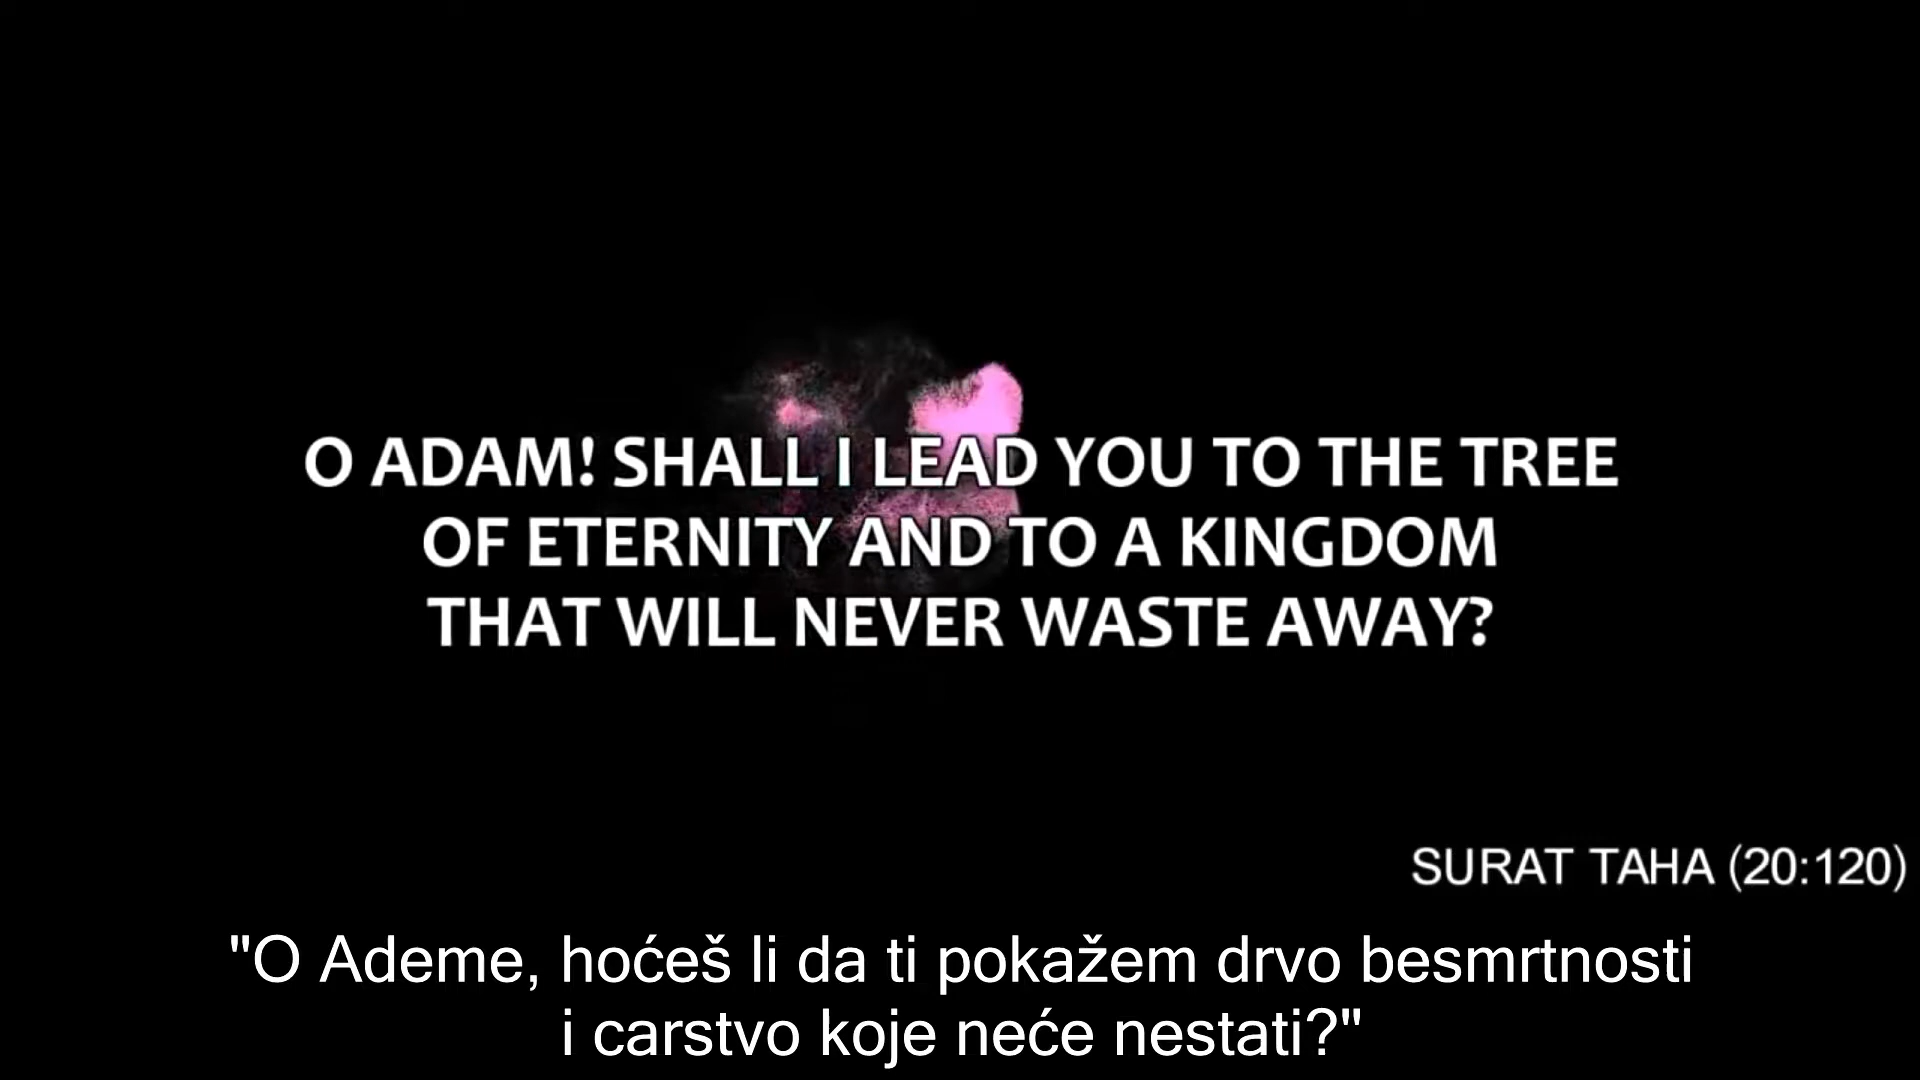 O ADAM! SHALL I LEAD YOU TO THE TREE
OF ETERNITY AND TO A KINGDOM
THAT WILL NEVER WASTE AWAY?
SURAT TAHA (20:120)
"O Ademe, hoćeš li da ti pokažem drvo besmrtnosti
i carstvo koje neće nestati?"